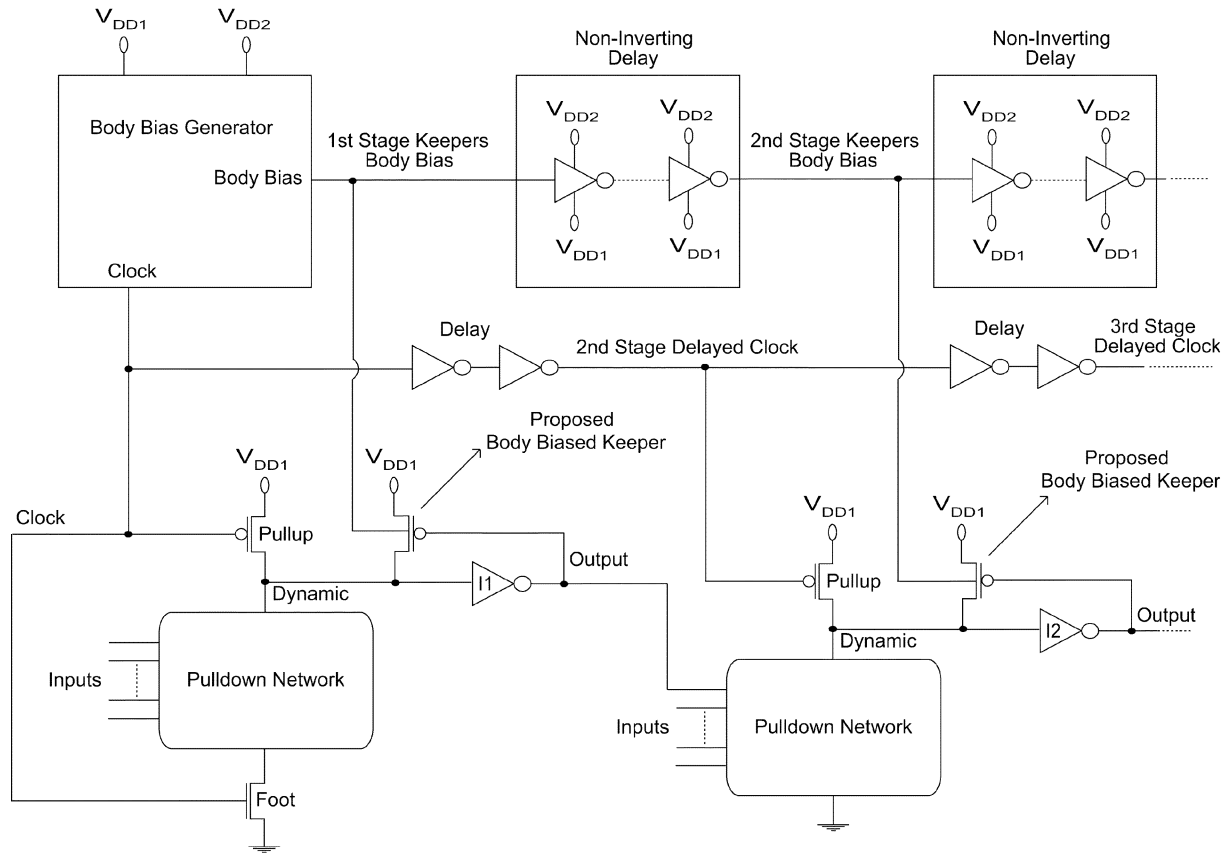 VDD1
VDD2
Body Bias Generator
Body Bias
Clock
1st Stage Keepers
Body Bias
Non-Inverting
Delay
VDD2
VDD2
VDD1
VDD1
2nd Stage Keepers
Body Bias
Non-Inverting
Delay
VDD2
VDD2
VDD1
VDD1
Delay
2nd Stage Delayed Clock
Delay
3rd Stage
Delayed Clock
Proposed
Body Biased Keeper
VDD1
VDD1
Clock
Pullup
Output
I1
Dynamic
Inputs
Pulldown Network
Foot
Proposed
Body Biased Keeper
VDD1
VDD1
Pullup
Output
I2
Dynamic
Inputs
Pulldown Network